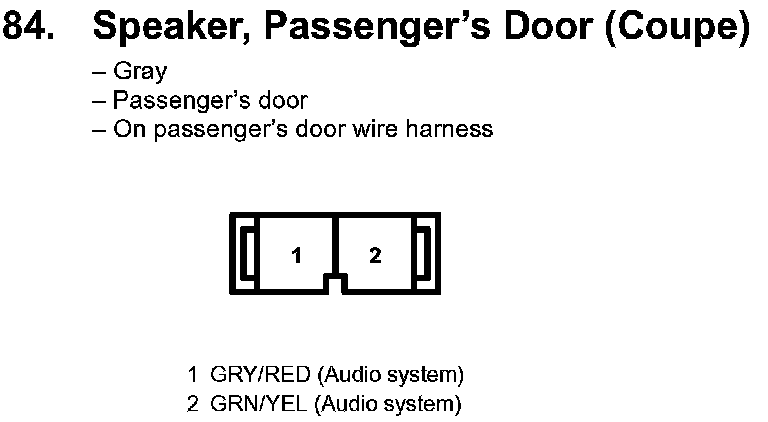 84. Speaker, Passenger's Door (Coupe)
– Gray
– Passenger's door
– On passenger's door wire harness
1 2
1 GRY/RED (Audio system)
2 GRN/YEL (Audio system)